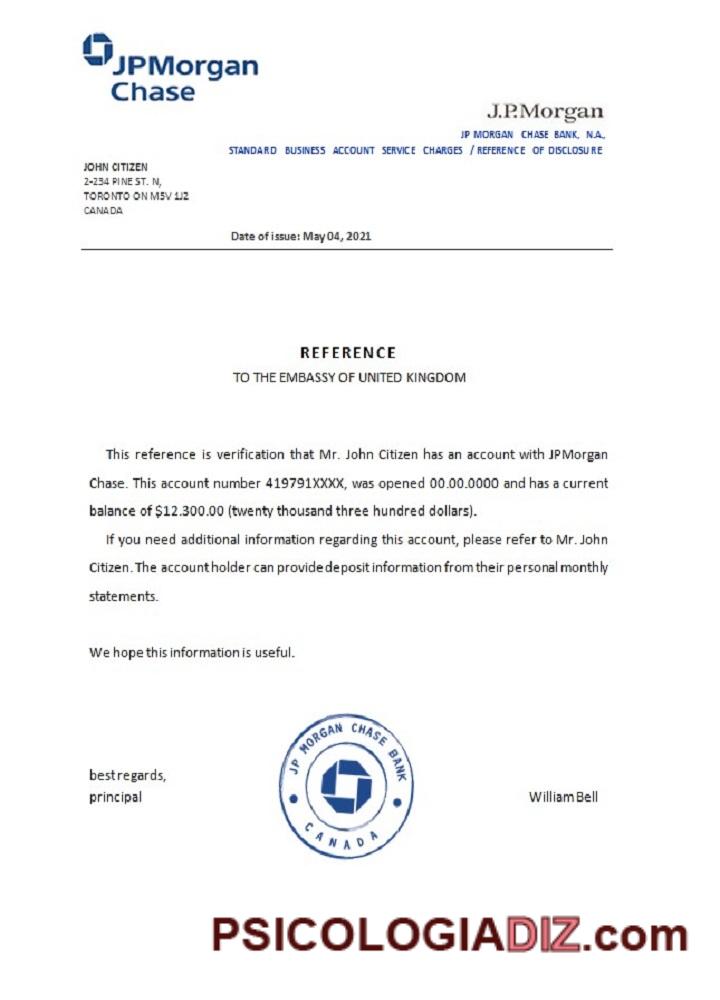 JPMorgan
Chase
J.P.Morgan
JP MORGAN CHASE BANK, N.A.,
STANDARD BUSINESS ACCOUNT SERVICE CHARGES / REFERENCE OF DISCLOSURE
JOHN CITIZEN
2-234 PINE ST. N,
TORONTO ON M5V 1J2
CANADA
Date of issue: May 04, 2021
REFERENCE
TO THE EMBASSY OF UNITED KINGDOM
This reference is verification that Mr. John Citizen has an account with JPMorgan
Chase. This account number 419791XXXX, was opened 00.00.0000 and has a current
balance of $12.300.00 (twenty thousand three hundred dollars).
If you need additional information regarding this account, please refer to Mr. John
Citizen. The account holder can provide deposit information from their personal monthly
statements.
We hope this information is useful.
JP MORGAN CHASE BANK
CANADA
best regards,
principal
William Bell
PSICOLOGIADIZ.com